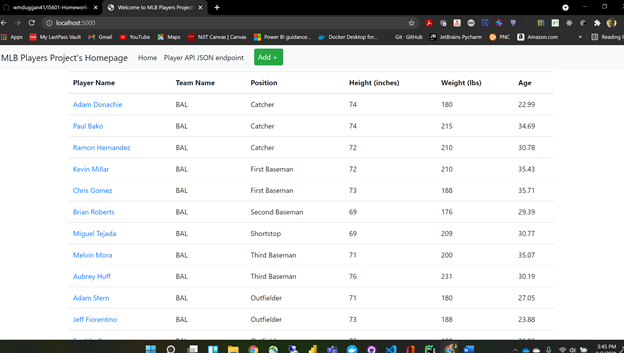 wmduggan41/IS601-Homework
Welcome to MLB Players Project's
localhost:5000
Apps My LastPass Vault Gmail YouTube Maps NJIT Canvas | Canvas Power BI guidance... Docker Desktop for... Git · GitHub JetBrains Pycharm PNC Amazon.com » Reading li
MLB Players Project's Homepage Home Player API JSON endpoint Add +
Player Name Team Name Position Height (inches) Weight (lbs) Age
Adam Donachie BAL Catcher 74 180 22.99
Paul Bako BAL Catcher 74 215 34.69
Ramon Hernandez BAL Catcher 72 210 30.78
Kevin Millar BAL First Baseman 72 210 35.43
Chris Gomez BAL First Baseman 73 188 35.71
Brian Roberts BAL Second Baseman 69 176 29.39
Miguel Tejada BAL Shortstop 69 209 30.77
Melvin Mora BAL Third Baseman 71 200 35.07
Aubrey Huff BAL Third Baseman 76 231 30.19
Adam Stern BAL Outfielder 71 180 27.05
Jeff Fiorentino BAL Outfielder 73 188 23.88
3:45 PM